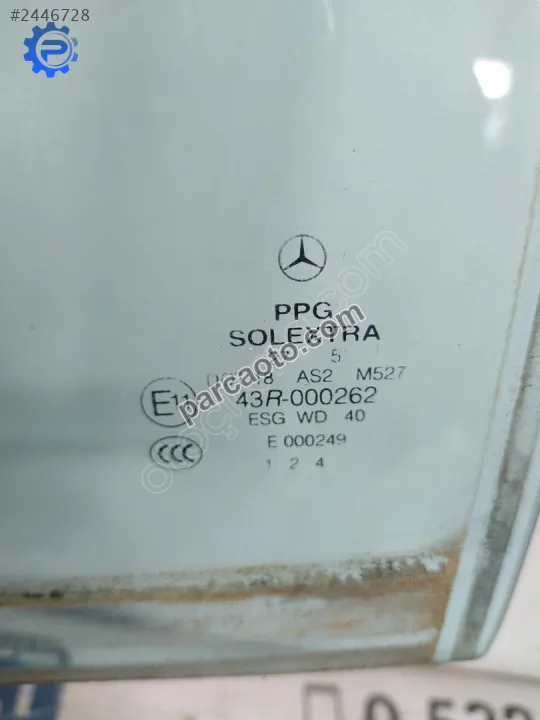 #2446728
PPG
SOLEXTRA
5
AS2 M527
parcaoto.com
E11
43R-000262
ESG WD 40
CCC
E 000249
1 2 4